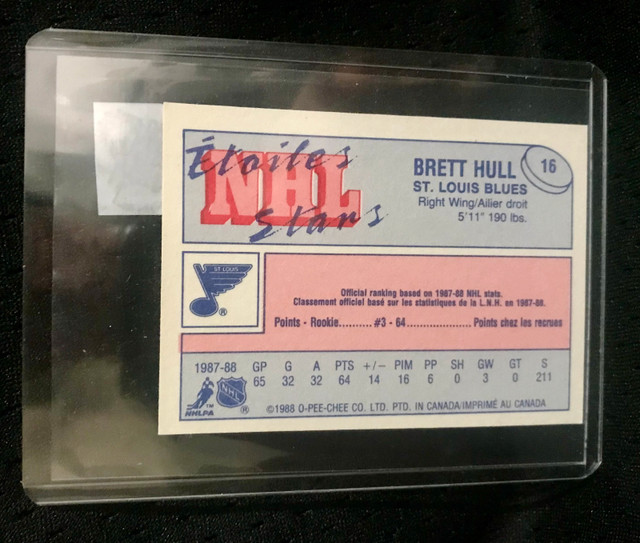 Étoiles
NHL
Stars
BRETT HULL
16
ST. LOUIS BLUES
Right Wing/Ailier droit
5'11" 190 lbs.
ST. LOUIS
®
Official ranking based on 1987-88 NHL stats.
Classement officiel basé sur les statistiques de la L.N.H. en 1987-88.
Points - Rookie.......... #3 - 64...................... Points chez les recrues
1987-88 GP G A PTS +/- PIM PP SH GW GT S
65 32 32 64 14 16 6 0 3 0 211
NHLPA ™ NHL ®
©1988 O-PEE-CHEE CO. LTD. PTD. IN CANADA/IMPRIMÉ AU CANADA